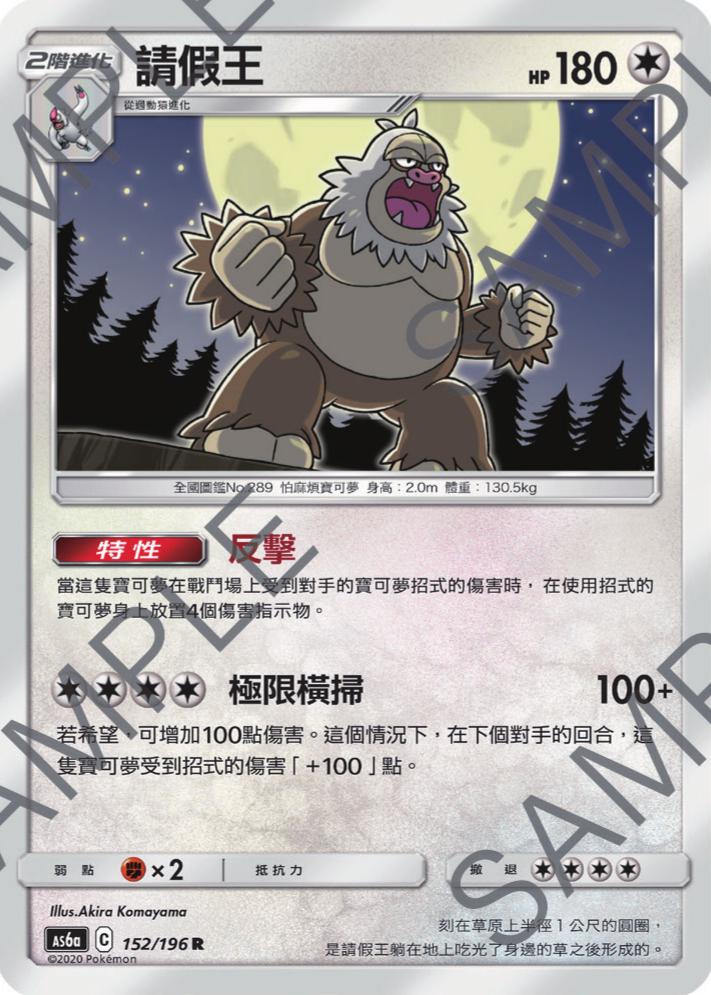 2階進化
請假王
HP 180
從過動猿進化
全國圖鑑No.289 怕麻煩寶可夢 身高：2.0m 體重：130.5kg
特性 反擊
當這隻寶可夢在戰鬥場上受到對手的寶可夢招式的傷害時，在使用招式的
寶可夢身上放置4個傷害指示物。
極限橫掃 100+
若希望，可增加100點傷害。這個情況下，在下個對手的回合，這
隻寶可夢受到招式的傷害「+100」點。
弱點 ×2 抵抗力 撤退
Illus.Akira Komayama
AS6a C 152/196 R
©2020 Pokémon
刻在草原上半徑1公尺的圓圈，
是請假王躺在地上吃光了身邊的草之後形成的。
SAMPLE
SAMPLE
SAMPLE
SAMPLE
SAMPLE